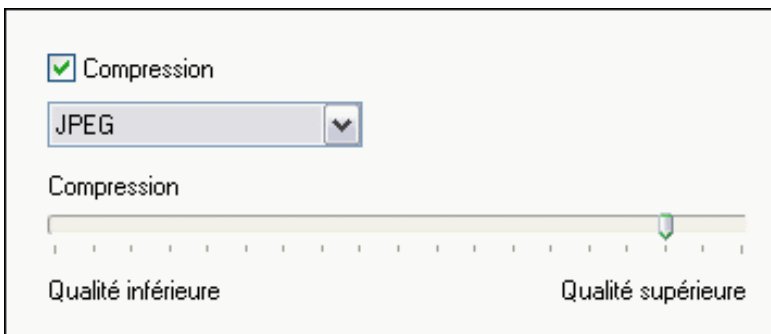 Compression
JPEG
Compression
Qualité inférieure Qualité supérieure